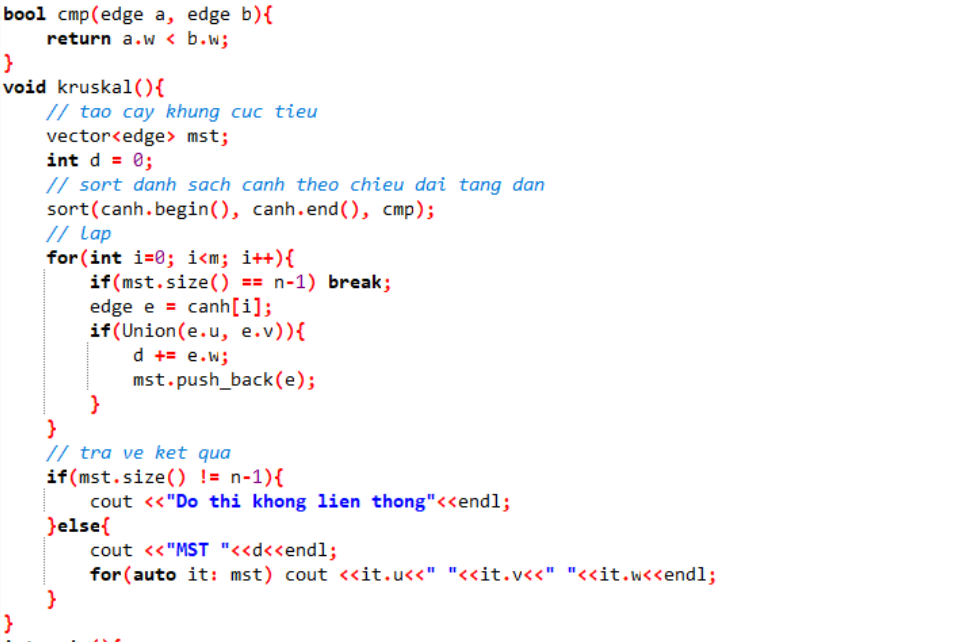 bool cmp(edge a, edge b){
    return a.w < b.w;
}
void kruskal(){
    // tao cay khung cuc tieu
    vector<edge> mst;
    int d = 0;
    // sort danh sach canh theo chieu dai tang dan
    sort(canh.begin(), canh.end(), cmp);
    // lap
    for(int i=0; i<m; i++){
        if(mst.size() == n-1) break;
        edge e = canh[i];
        if(Union(e.u, e.v)){
            d += e.w;
            mst.push_back(e);
        }
    }
    // tra ve ket qua
    if(mst.size() != n-1){
        cout <<"Do thi khong lien thong"<<endl;
    }else{
        cout <<"MST "<<d<<endl;
        for(auto it: mst) cout <<it.u<<" "<<it.v<<" "<<it.w<<endl;
    }
}